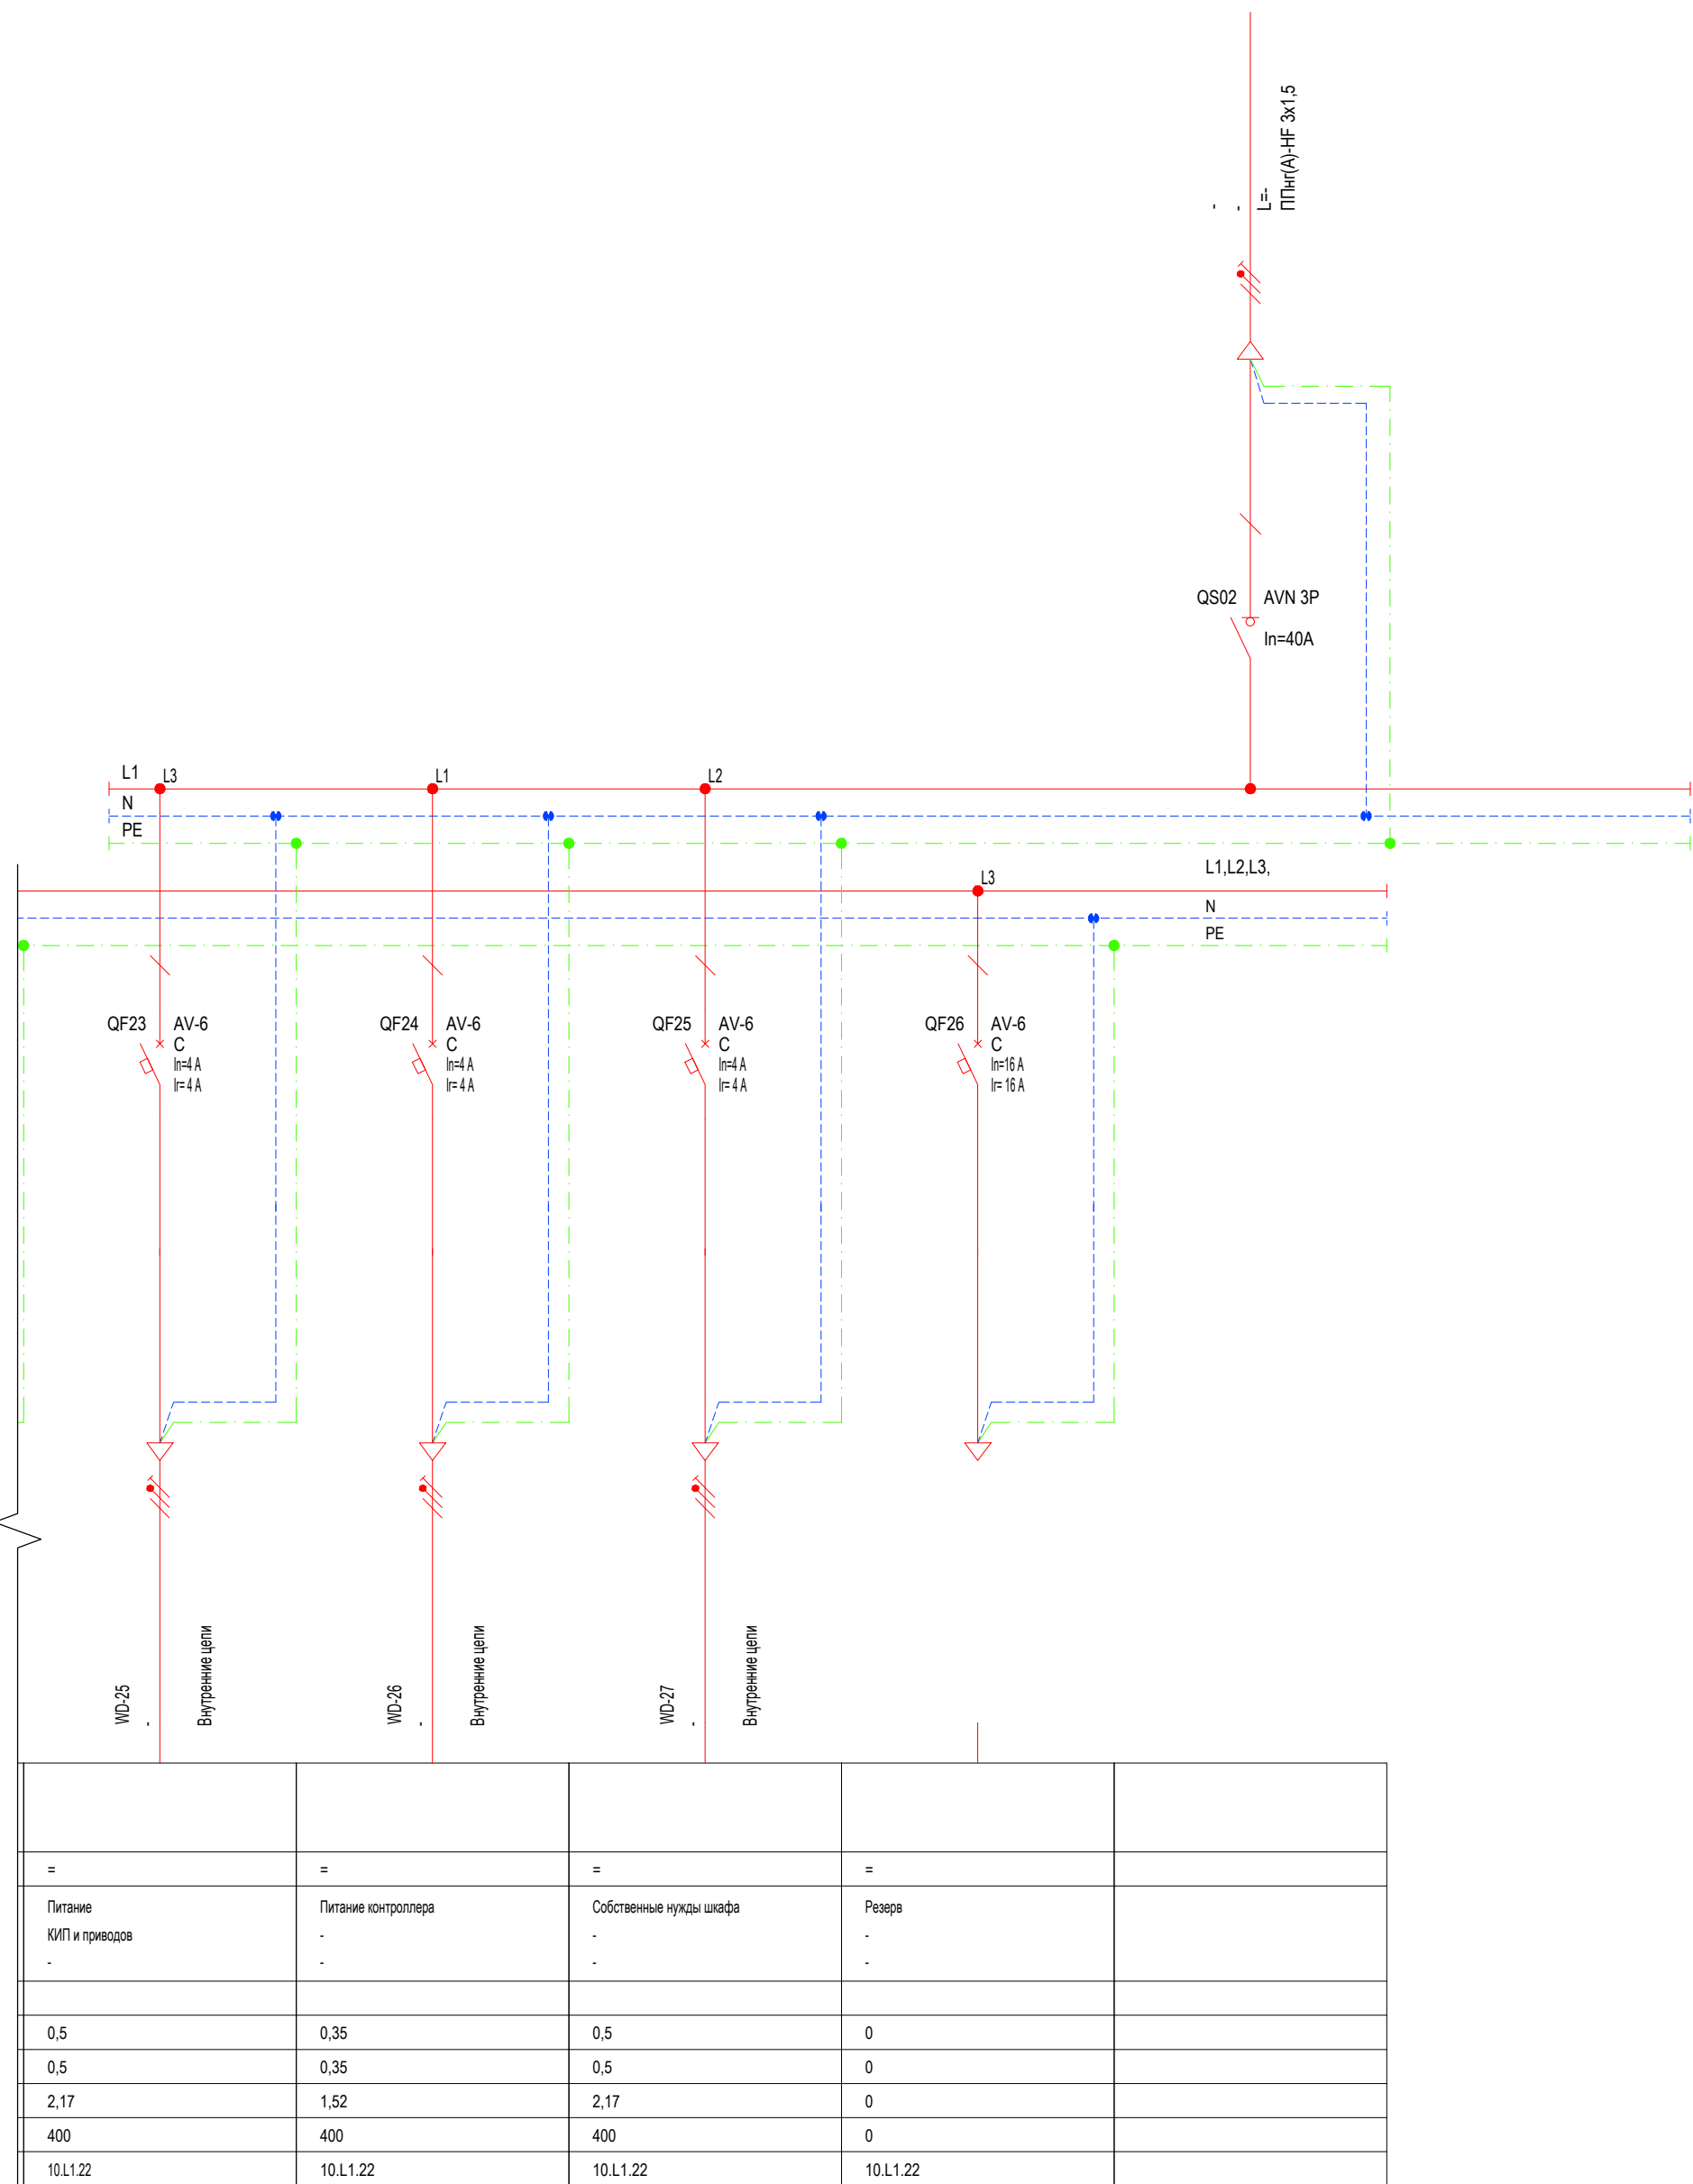 -
-
L=-
ППнг(А)-HF 3х1,5
QS02 AVN 3P
In=40A
L1 L3 L1 L2
N
PE
L1,L2,L3,
L3
N
PE
QF23 AV-6
C
In=4 A
Ir= 4 A
QF24 AV-6
C
In=4 A
Ir= 4 A
QF25 AV-6
C
In=4 A
Ir= 4 A
QF26 AV-6
C
In=16 A
Ir= 16 A
WD-25
-
Внутренние цепи
WD-26
-
Внутренние цепи
WD-27
-
Внутренние цепи
= = = =
Питание Питание контроллера Собственные нужды шкафа Резерв
КИП и приводов - - -
- - - -
0,5 0,35 0,5 0
0,5 0,35 0,5 0
2,17 1,52 2,17 0
400 400 400 0
10.L1.22 10.L1.22 10.L1.22 10.L1.22